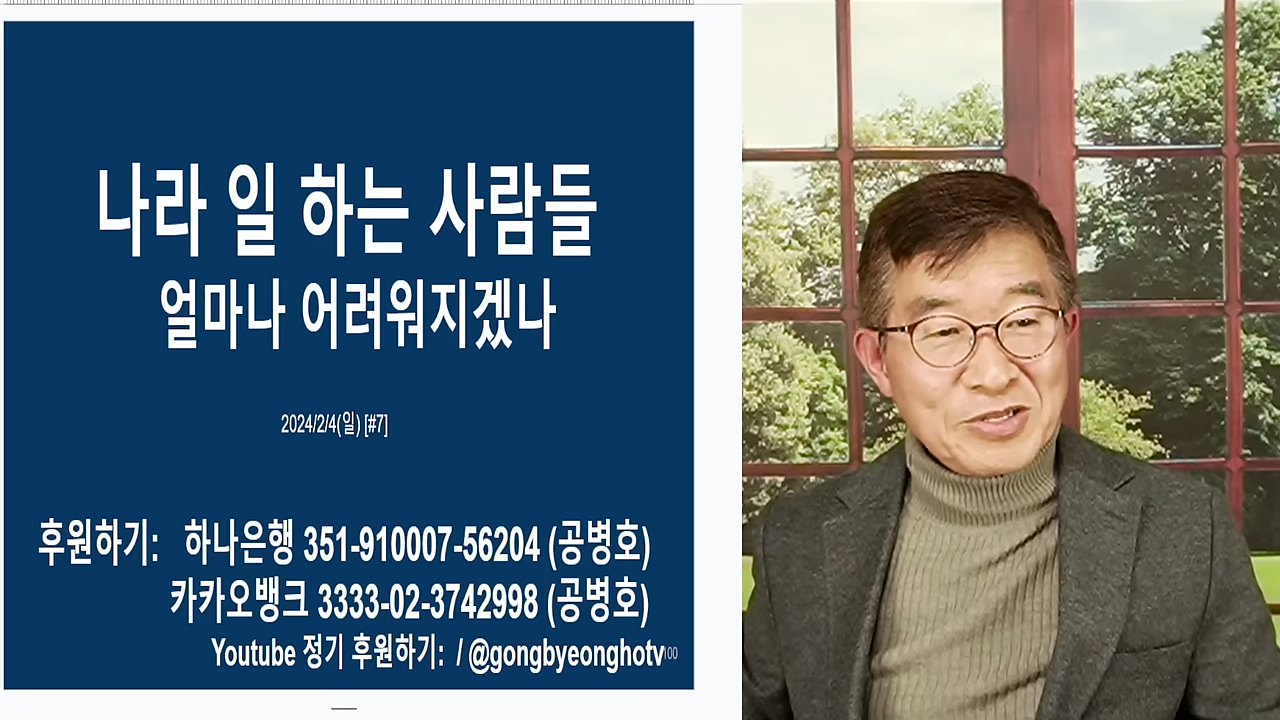 나라 일 하는 사람들
얼마나 어려워지겠나
2024/2/4(일) [#7]
후원하기: 하나은행 351-910007-56204 (공병호)
카카오뱅크 3333-02-3742998 (공병호)
Youtube 정기 후원하기: / @gongbyeonghotv
100